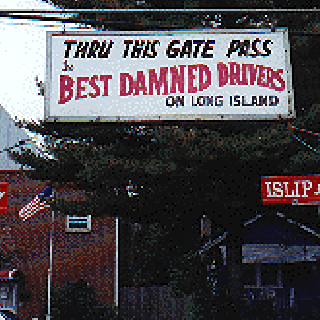 THRU THIS GATE PASS
The
BEST DAMNED DRIVERS
ON LONG ISLAND
ISLIP